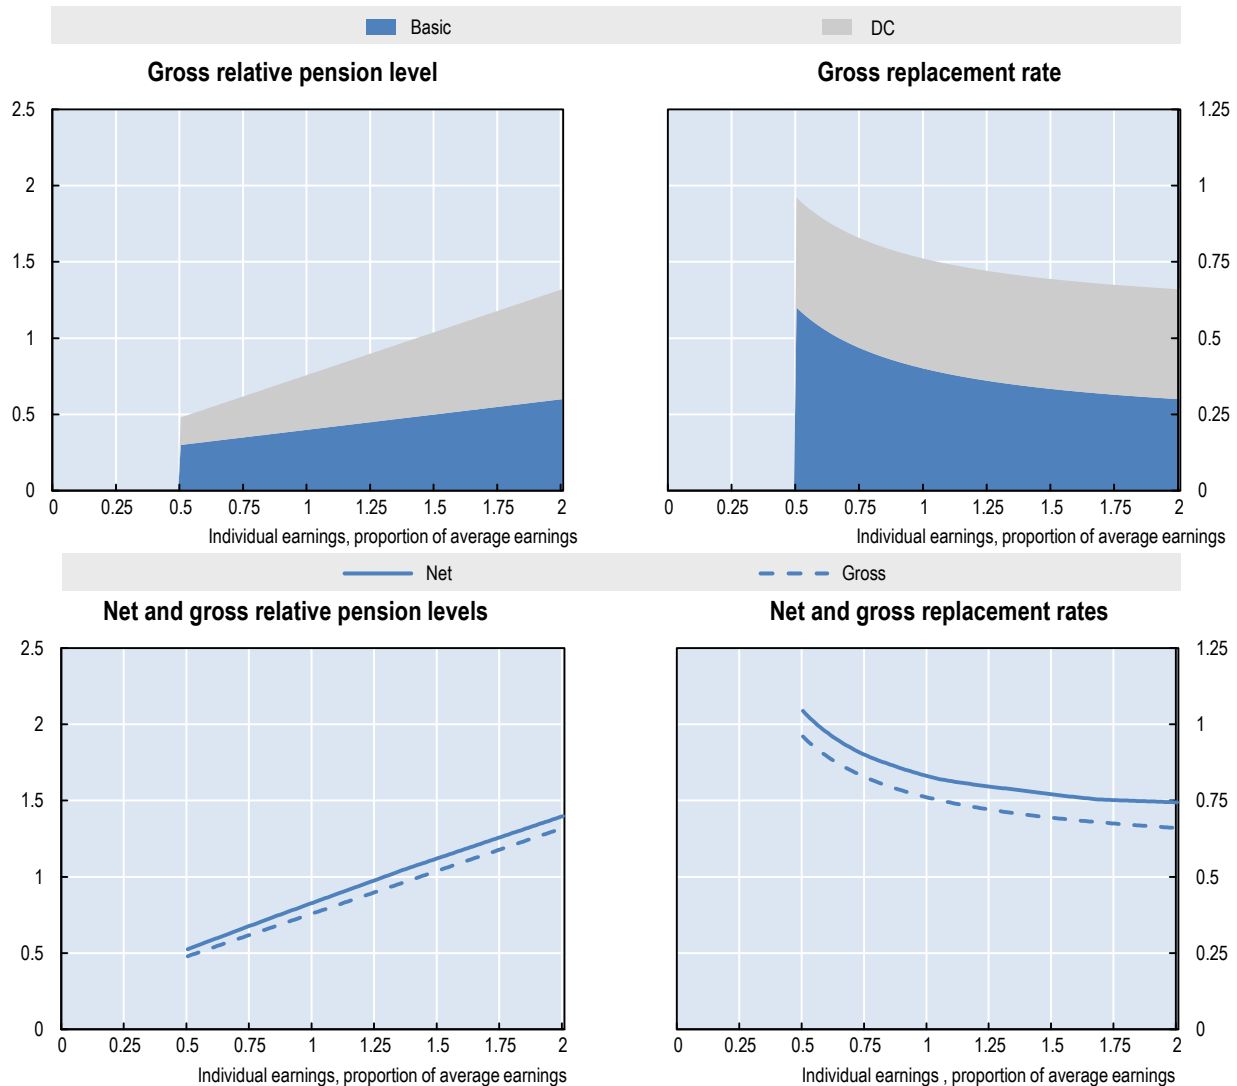 Basic DC
Gross relative pension level
Gross replacement rate
2.5
2
1.5
1
0.5
0
0 0.25 0.5 0.75 1 1.25 1.5 1.75 2
Individual earnings, proportion of average earnings
1.25
1
0.75
0.5
0.25
0
0 0.25 0.5 0.75 1 1.25 1.5 1.75 2
Individual earnings, proportion of average earnings
Net Gross
Net and gross relative pension levels
Net and gross replacement rates
2.5
2
1.5
1
0.5
0
0 0.25 0.5 0.75 1 1.25 1.5 1.75 2
Individual earnings, proportion of average earnings
1.25
1
0.75
0.5
0.25
0
0 0.25 0.5 0.75 1 1.25 1.5 1.75 2
Individual earnings , proportion of average earnings